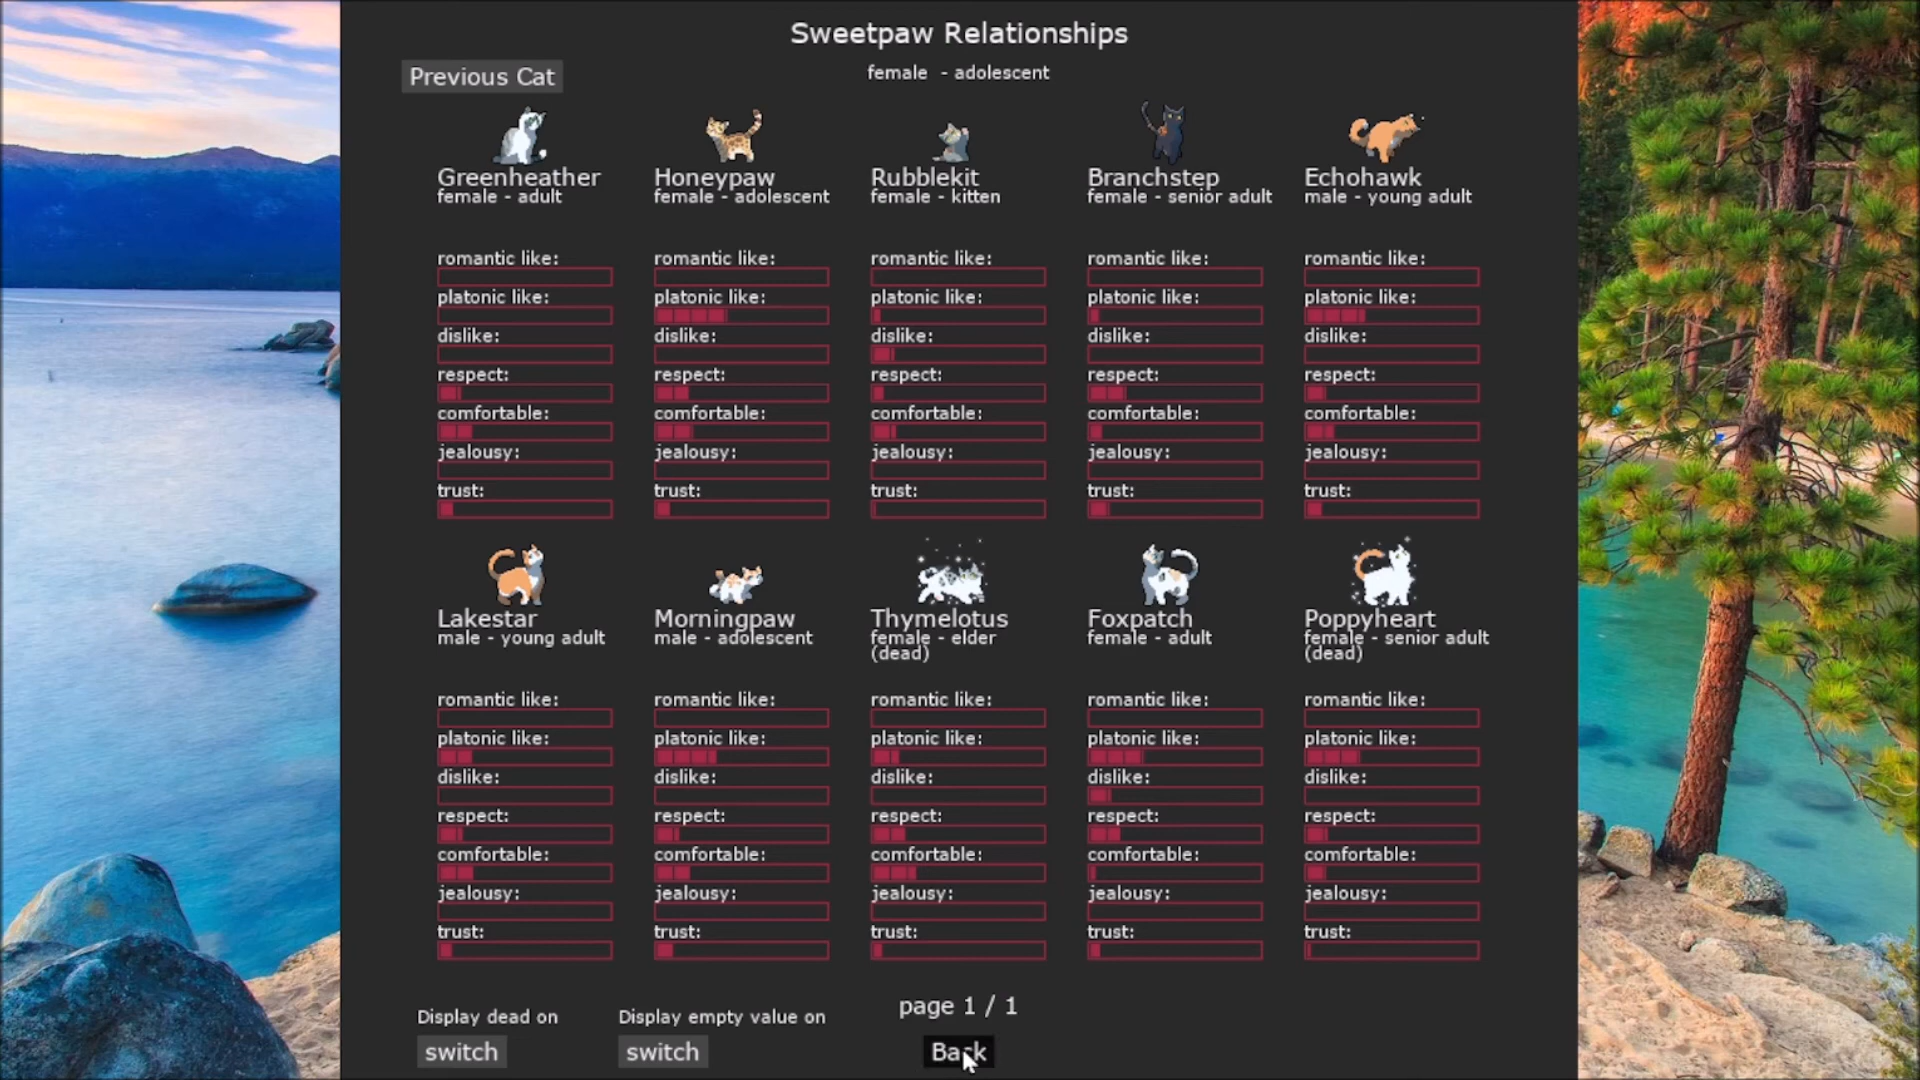 Sweetpaw Relationships
Previous Cat
female - adolescent
Greenheather
female - adult
Honeypaw
female - adolescent
Rubblekit
female - kitten
Branchstep
female - senior adult
Echohawk
male - young adult
romantic like: romantic like: romantic like: romantic like: romantic like:
platonic like: platonic like: platonic like: platonic like: platonic like:
dislike: dislike: dislike: dislike: dislike:
respect: respect: respect: respect: respect:
comfortable: comfortable: comfortable: comfortable: comfortable:
jealousy: jealousy: jealousy: jealousy: jealousy:
trust: trust: trust: trust: trust:
Lakestar
male - young adult
Morningpaw
male - adolescent
Thymelotus
female - elder
(dead)
Foxpatch
female - adult
Poppyheart
female - senior adult
(dead)
romantic like: romantic like: romantic like: romantic like: romantic like:
platonic like: platonic like: platonic like: platonic like: platonic like:
dislike: dislike: dislike: dislike: dislike:
respect: respect: respect: respect: respect:
comfortable: comfortable: comfortable: comfortable: comfortable:
jealousy: jealousy: jealousy: jealousy: jealousy:
trust: trust: trust: trust: trust:
page 1 / 1
Display dead on
Display empty value on
switch
switch
Back